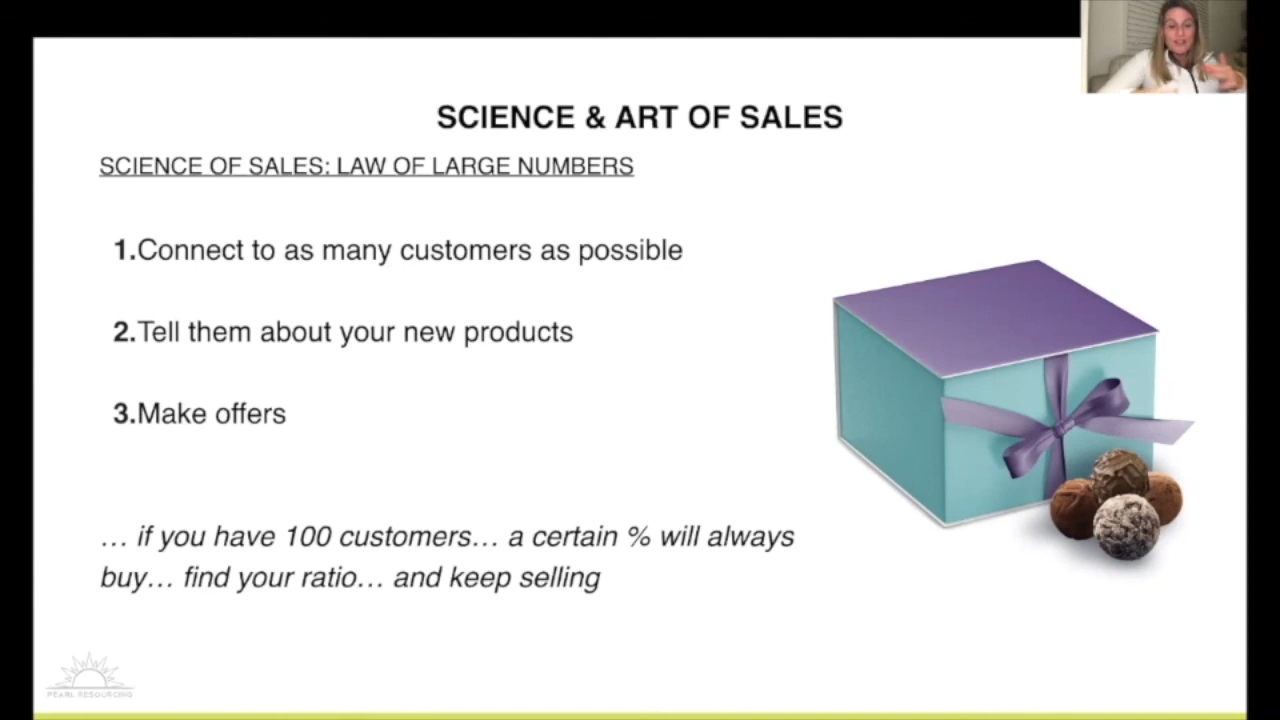 SCIENCE & ART OF SALES
SCIENCE OF SALES: LAW OF LARGE NUMBERS
1.Connect to as many customers as possible
2.Tell them about your new products
3.Make offers
… if you have 100 customers… a certain % will always
buy… find your ratio… and keep selling
PEARL RESOURCING